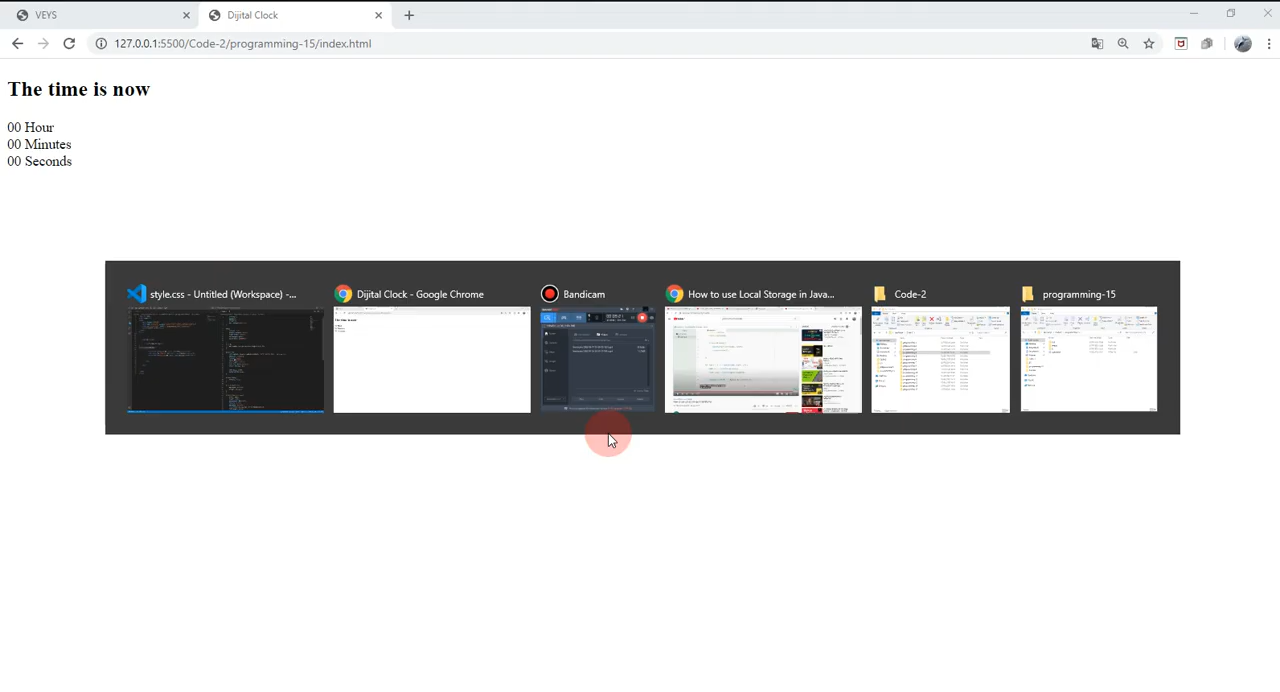 VEYS
Dijital Clock
127.0.0.1:5500/Code-2/programming-15/index.html
The time is now
00 Hour
00 Minutes
00 Seconds
style.css - Untitled (Workspace) -...
Dijital Clock - Google Chrome
Bandicam
How to use Local Storage in Java...
Code-2
programming-15